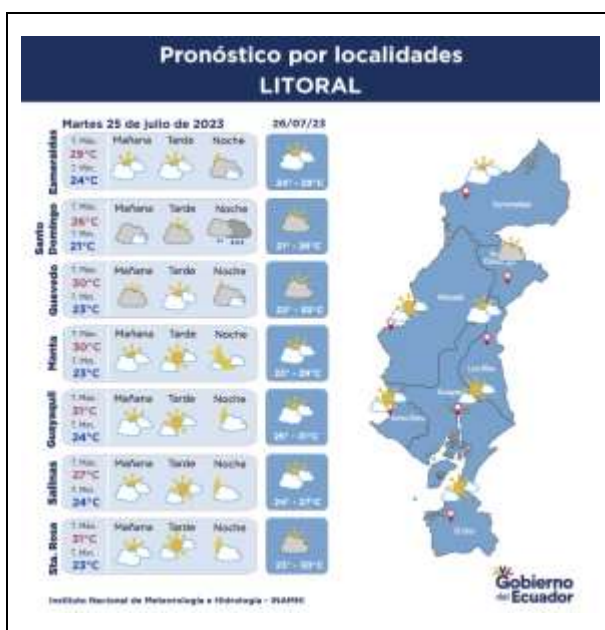 Pronóstico por localidades
LITORAL
Martes 25 de julio de 2023
26/07/23
Esmeraldas
T. Máx.
29°C
T. Mín.
24°C
Mañana Tarde Noche
Santo Domingo
T. Máx.
26°C
T. Mín.
21°C
Mañana Tarde Noche
Quevedo
T. Máx.
30°C
T. Mín.
23°C
Mañana Tarde Noche
Manta
T. Máx.
30°C
T. Mín.
23°C
Mañana Tarde Noche
Guayaquil
T. Máx.
31°C
T. Mín.
24°C
Mañana Tarde Noche
Salinas
T. Máx.
27°C
T. Mín.
24°C
Mañana Tarde Noche
24° - 27°C
Sta. Rosa
T. Máx.
31°C
T. Mín.
23°C
Mañana Tarde Noche
Esmeraldas
Manabí
Los Ríos
Guayas
El Oro
Instituto Nacional de Meteorología e Hidrología - INAMHI
Gobierno
del Ecuador